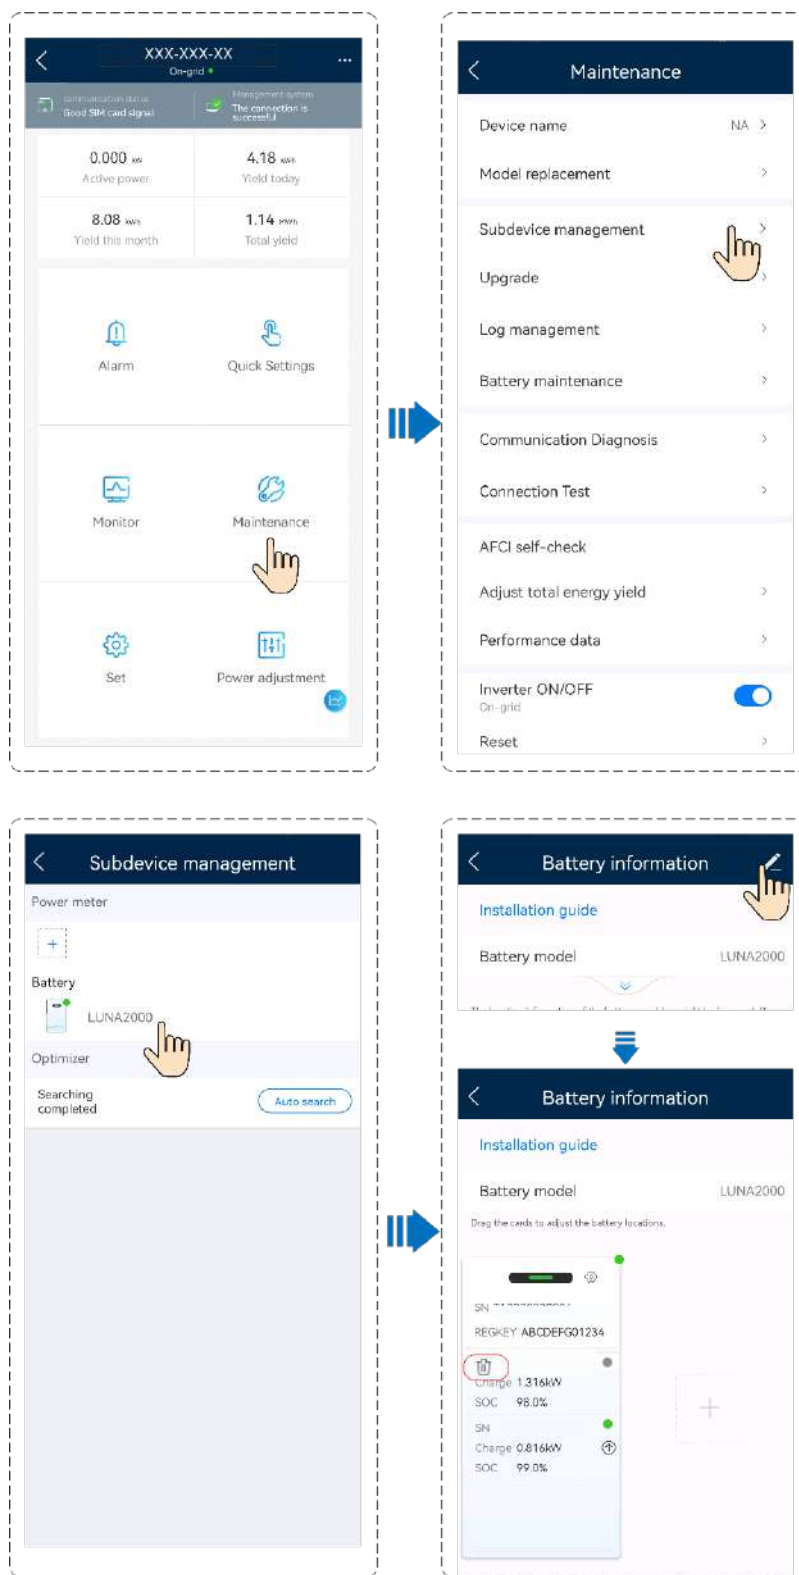 XXX-XXX-XX
On-grid
communication status
Good SIM card signal
Management system
The connection is
successful
0.000 kW
Active power
4.18 kWh
Yield today
8.08 kWh
Yield this month
1.14 MWh
Total yield
Alarm
Quick Settings
Monitor
Maintenance
Set
Power adjustment
Maintenance
Device name
NA
Model replacement
Subdevice management
Upgrade
Log management
Battery maintenance
Communication Diagnosis
Connection Test
AFCI self-check
Adjust total energy yield
Performance data
Inverter ON/OFF
On-grid
Reset
Subdevice management
Power meter
Battery
LUNA2000
Optimizer
Searching
completed
Auto search
Battery information
Installation guide
Battery model
LUNA2000
Battery information
Installation guide
Battery model
LUNA2000
Drag the cards to adjust the battery locations.
SN
REGKEY ABCDEFG01234
Charge 1.316kW
SOC 98.0%
SN
Charge 0.816kW
SOC 99.0%